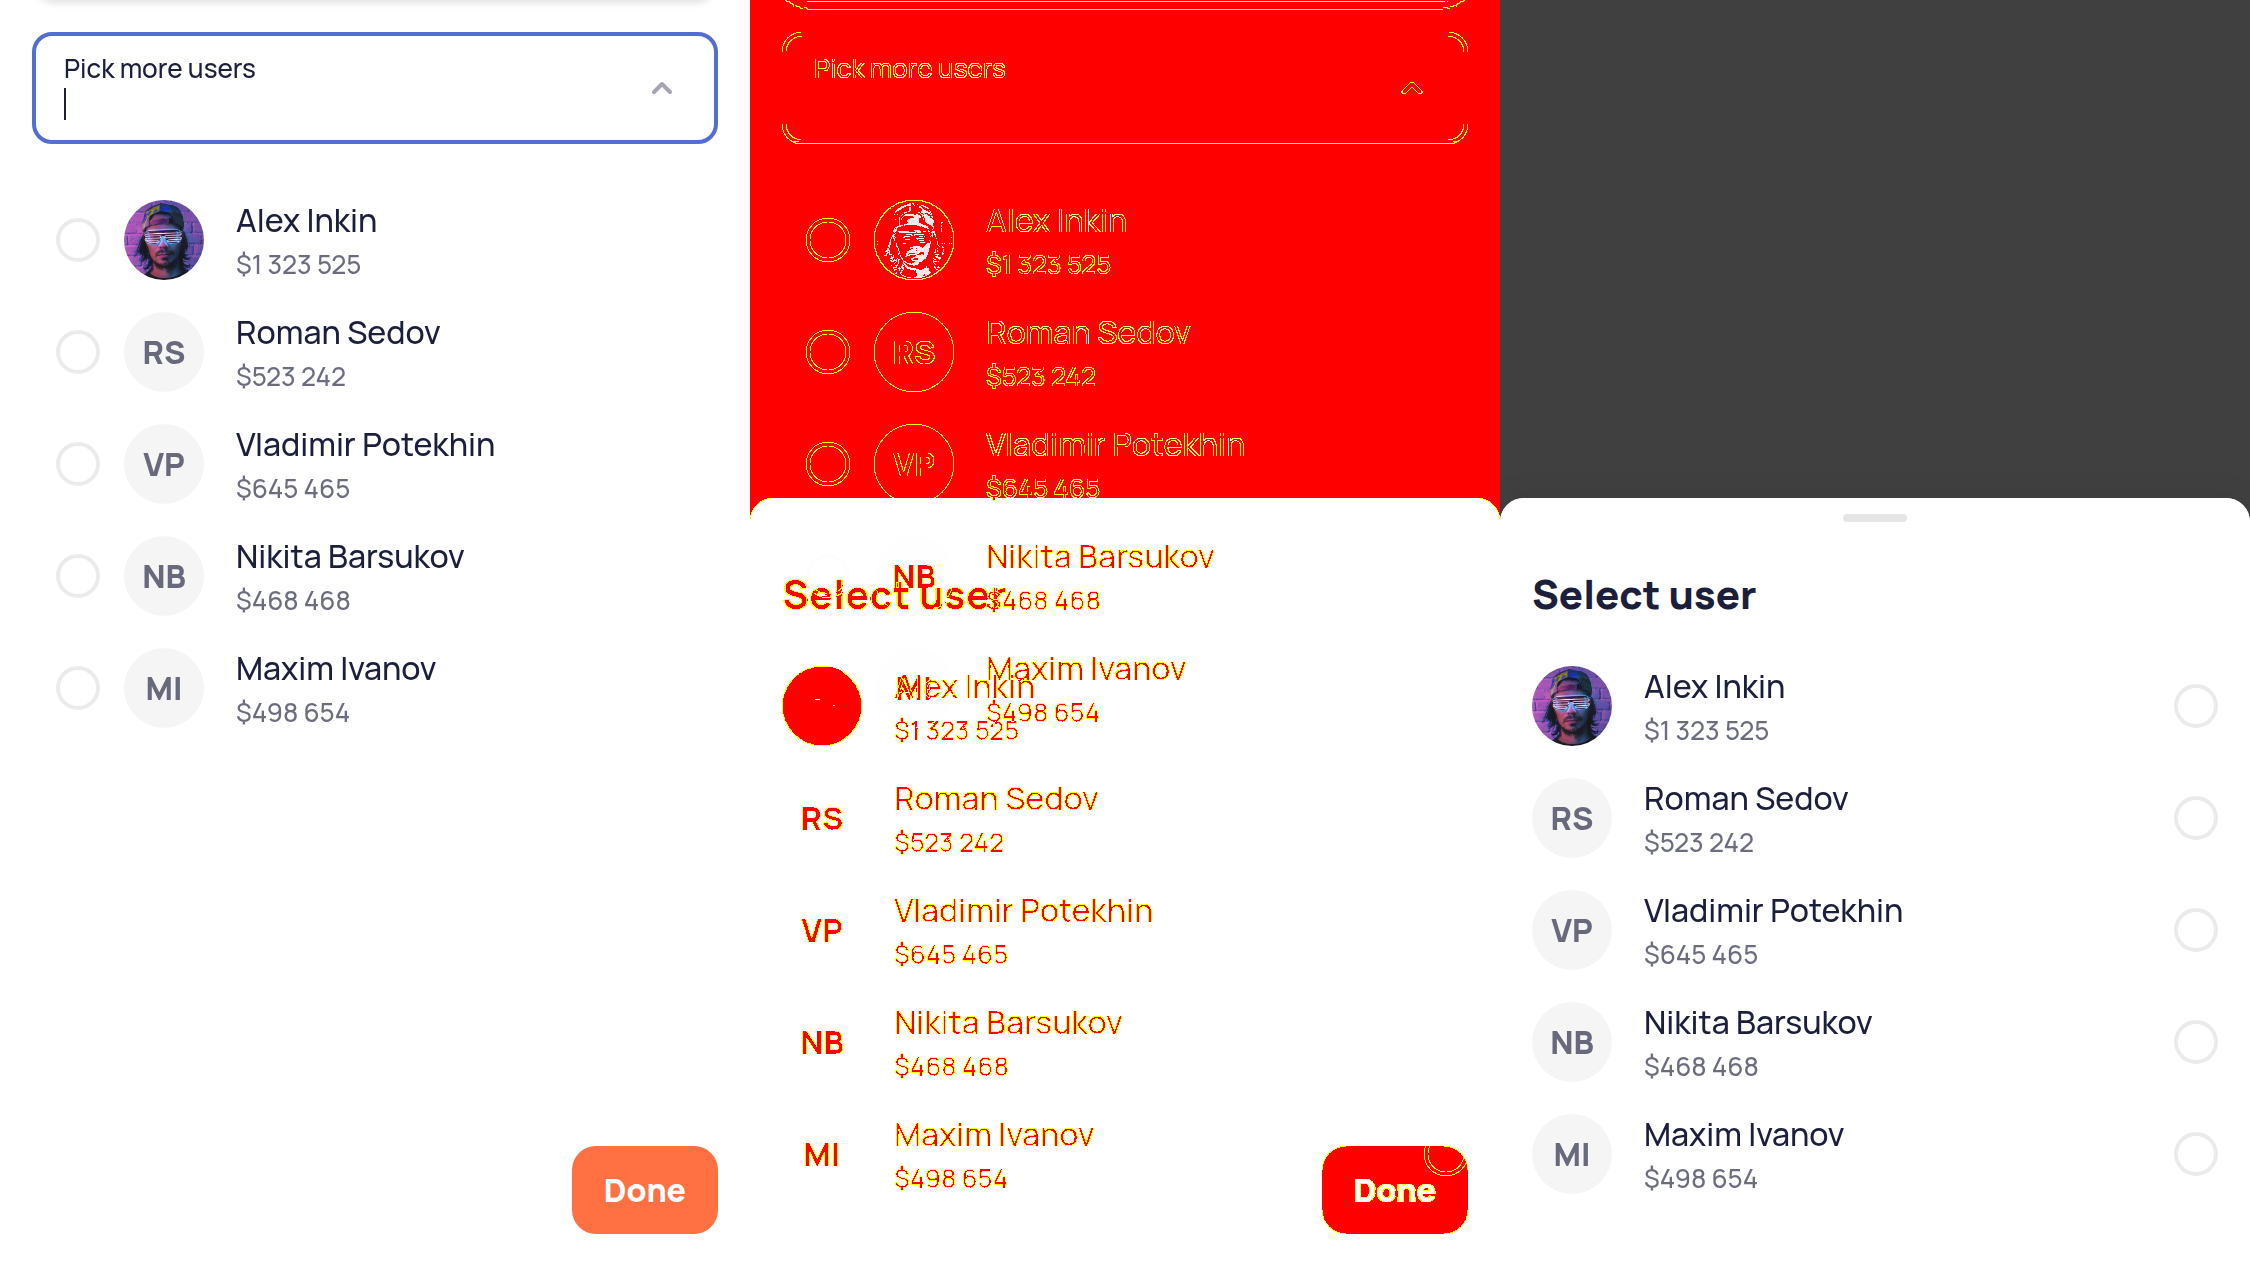 Pick more users
Alex Inkin
$1 323 525
RS
Roman Sedov
$523 242
VP
Vladimir Potekhin
$645 465
NB
Nikita Barsukov
$468 468
MI
Maxim Ivanov
$498 654
Done
Pick more users
Alex Inkin
$1 323 525
RS
Roman Sedov
$523 242
VP
Vladimir Potekhin
$645 465
NB
Nikita Barsukov
Select user
$468 468
MI
Maxim Ivanov
Alex Inkin
$498 654
$1 323 525
RS
Roman Sedov
$523 242
VP
Vladimir Potekhin
$645 465
NB
Nikita Barsukov
$468 468
MI
Maxim Ivanov
$498 654
Done
Select user
Alex Inkin
$1 323 525
RS
Roman Sedov
$523 242
VP
Vladimir Potekhin
$645 465
NB
Nikita Barsukov
$468 468
MI
Maxim Ivanov
$498 654